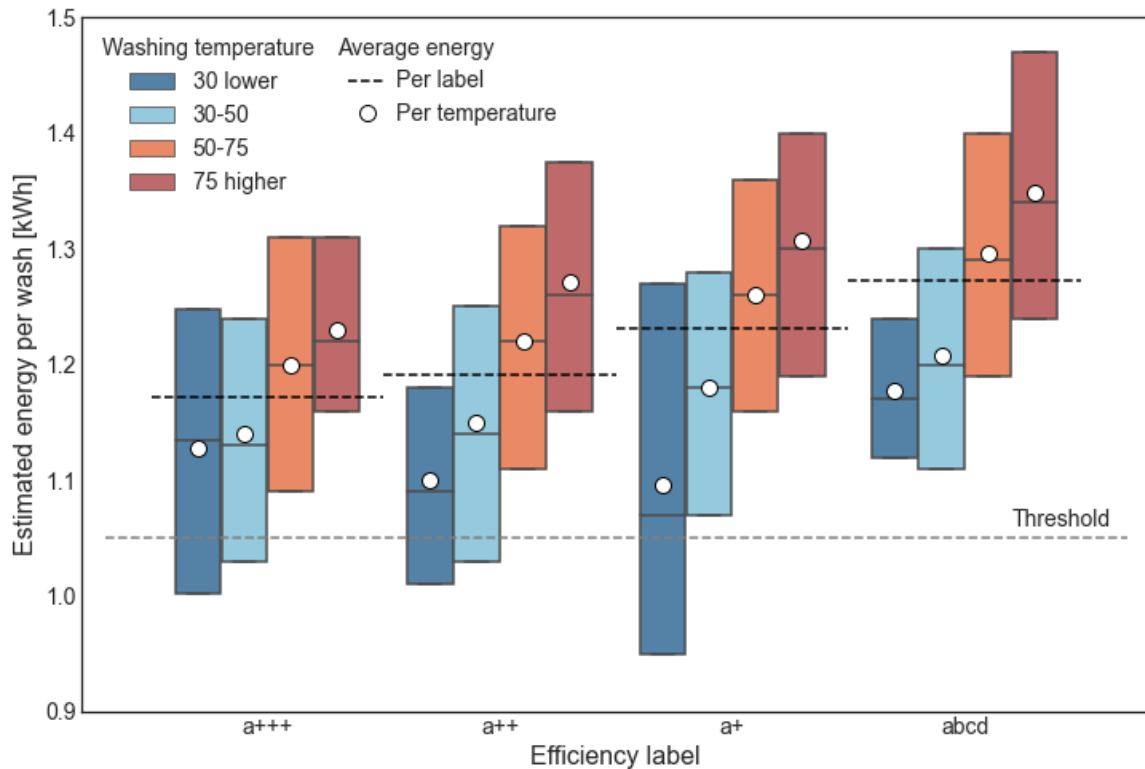 Washing temperature
30 lower
30-50
50-75
75 higher
Average energy
Per label
Per temperature
Estimated energy per wash [kWh]
1.5
1.4
1.3
1.2
1.1
1.0
0.9
Threshold
a+++
a++
a+
abcd
Efficiency label